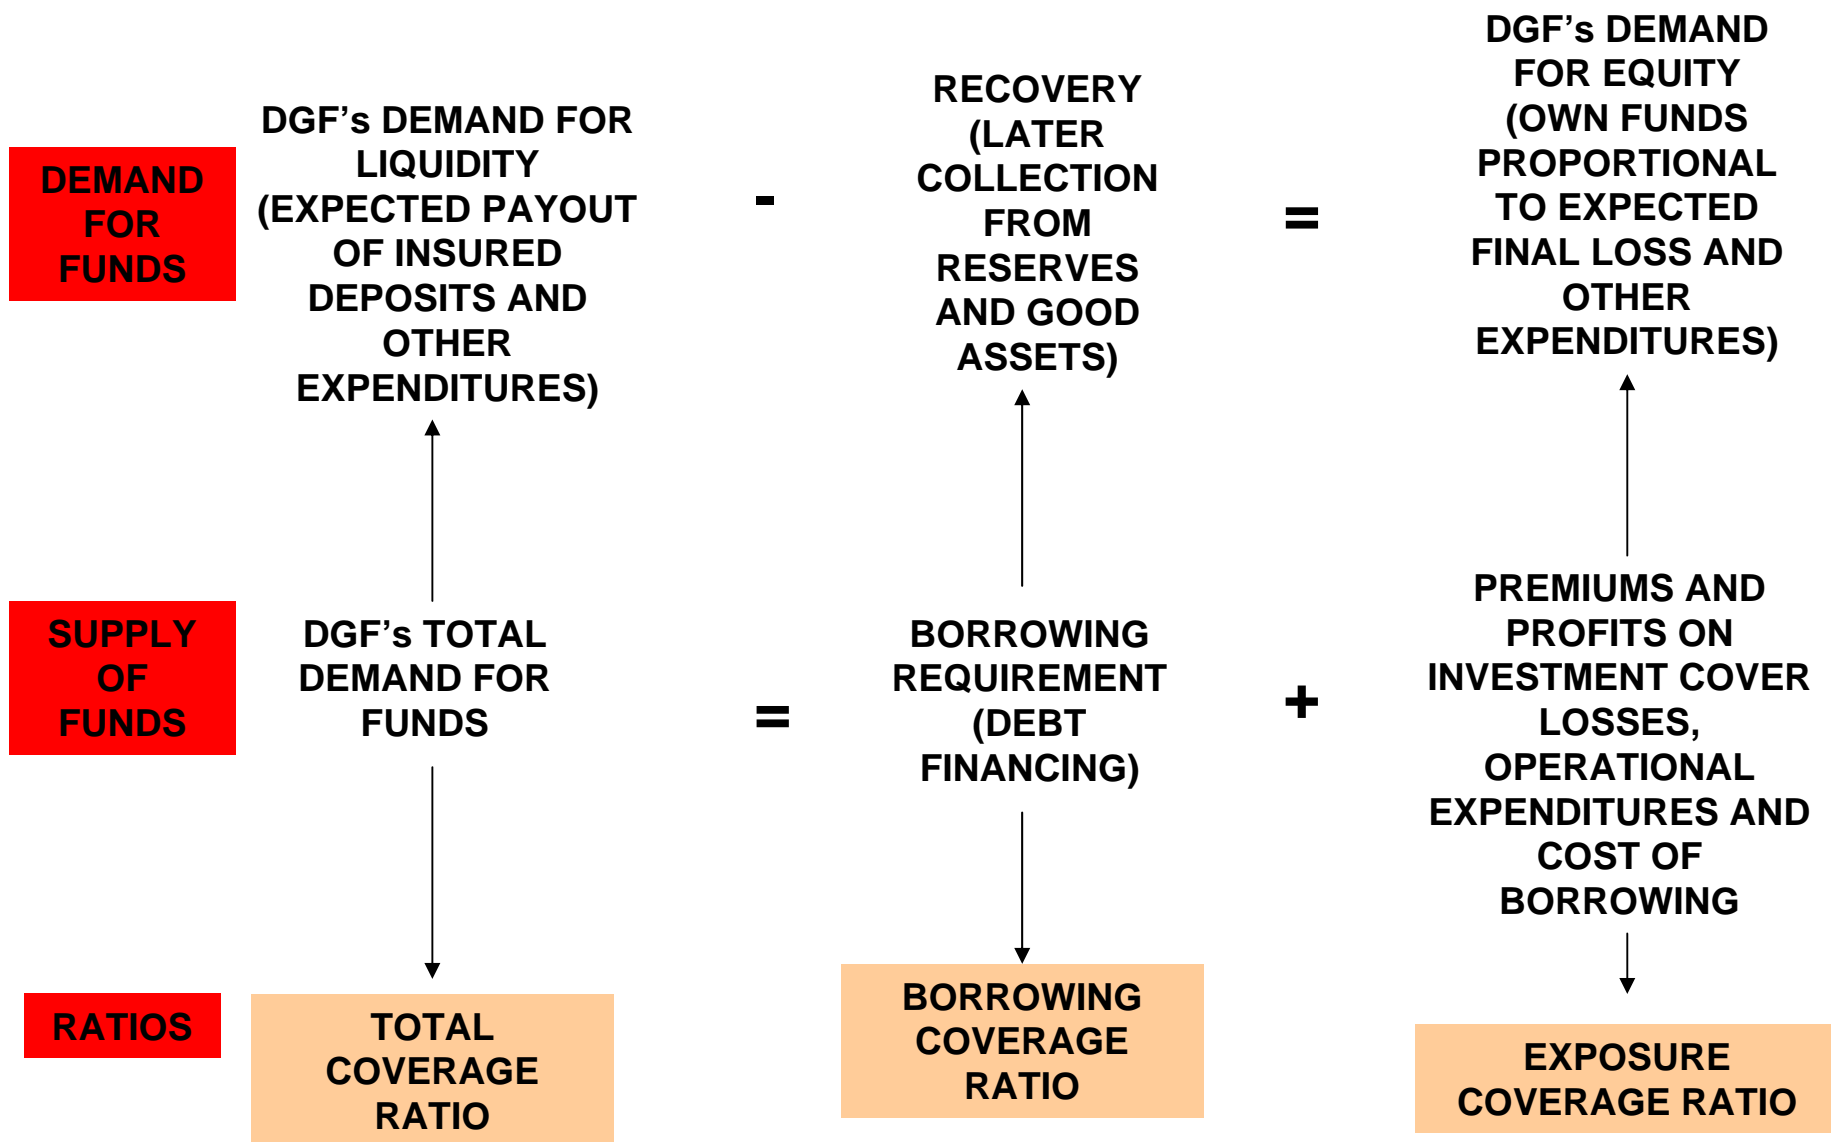 DEMAND
FOR
FUNDS
DGF’s DEMAND FOR
LIQUIDITY
(EXPECTED PAYOUT
OF INSURED
DEPOSITS AND
OTHER
EXPENDITURES)
-
RECOVERY
(LATER
COLLECTION
FROM
RESERVES
AND GOOD
ASSETS)
=
DGF’s DEMAND
FOR EQUITY
(OWN FUNDS
PROPORTIONAL
TO EXPECTED
FINAL LOSS AND
OTHER
EXPENDITURES)
SUPPLY
OF
FUNDS
DGF’s TOTAL
DEMAND FOR
FUNDS
=
BORROWING
REQUIREMENT
(DEBT
FINANCING)
+
PREMIUMS AND
PROFITS ON
INVESTMENT COVER
LOSSES,
OPERATIONAL
EXPENDITURES AND
COST OF
BORROWING
RATIOS
TOTAL
COVERAGE
RATIO
BORROWING
COVERAGE
RATIO
EXPOSURE
COVERAGE RATIO